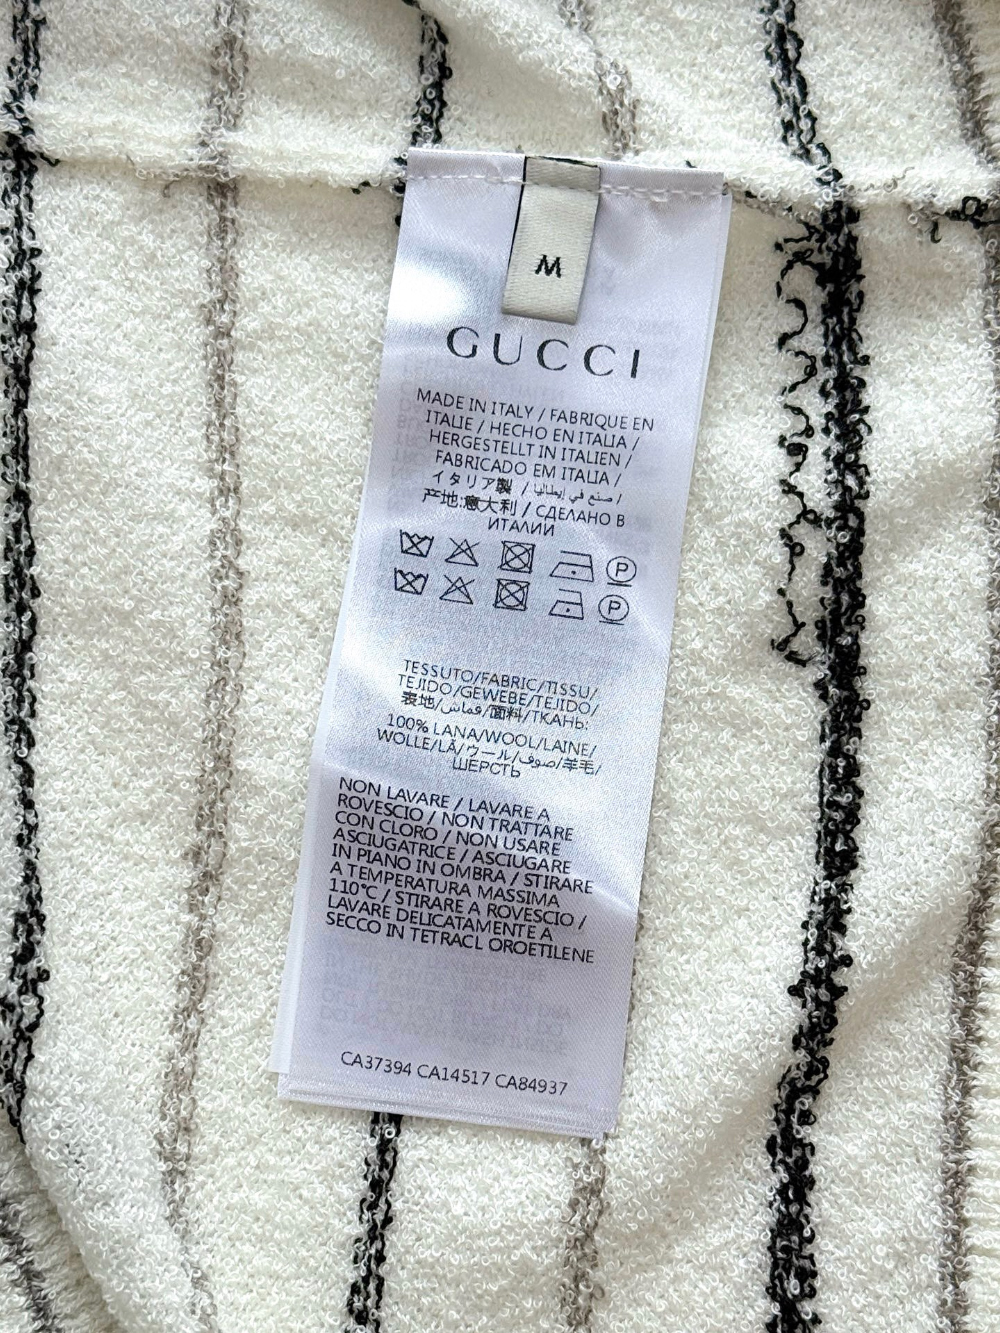 M
GUCCI
MADE IN ITALY / FABRIQUE EN
ITALIE / HECHO EN ITALIA /
HERGESTELLT IN ITALIEN /
FABRICADO EM ITALIA /
イタリア製 / صنع في إيطاليا /
产地:意大利 / СДЕЛАНО В
ИТАЛИИ
P
P
TESSUTO/FABRIC/TISSU/
TEJIDO/GEWEBE/TEJIDO/
表地/قماش/面料/ТКАНЬ:
100% LANA/WOOL/LAINE/
WOLLE/LÃ/ウール/صوف/羊毛/
ШЕРСТЬ
NON LAVARE / LAVARE A
ROVESCIO / NON TRATTARE
CON CLORO / NON USARE
ASCIUGATRICE / ASCIUGARE
IN PIANO IN OMBRA / STIRARE
A TEMPERATURA MASSIMA
110°C / STIRARE A ROVESCIO /
LAVARE DELICATAMENTE A
SECCO IN TETRACL OROETILENE
CA37394 CA14517 CA84937